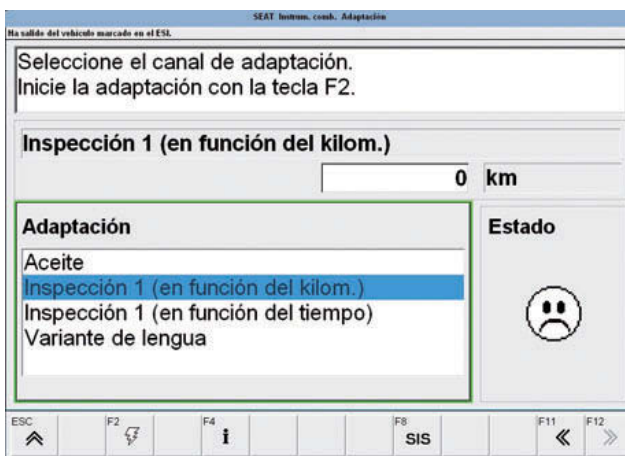 SEAT Instrum. comb. Adaptación
Ha salido del vehículo marcado en el ESI.
Seleccione el canal de adaptación.
Inicie la adaptación con la tecla F2.
Inspección 1 (en función del kilom.)
0 km
Adaptación
Estado
Aceite
Inspección 1 (en función del kilom.)
Inspección 1 (en función del tiempo)
Variante de lengua
ESC F2 F4 F8 F11 F12
i SIS